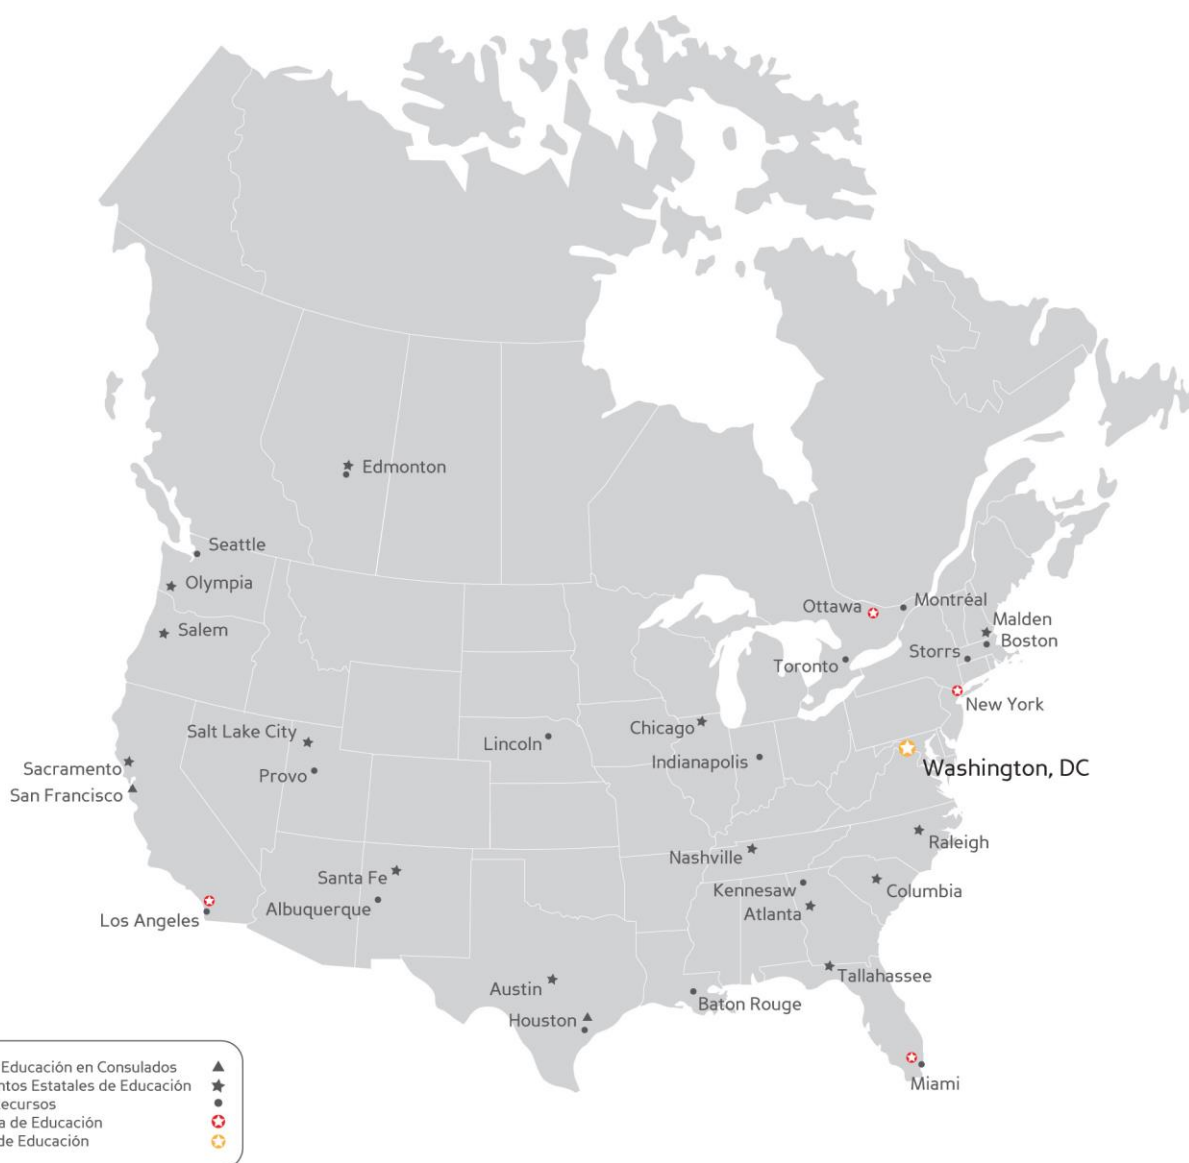 Edmonton
Seattle
Olympia
Salem
Ottawa
Montréal
Malden
Boston
Storrs
Toronto
New York
Salt Lake City
Chicago
Lincoln
Indianapolis
Washington, DC
Sacramento
Provo
San Francisco
Raleigh
Nashville
Santa Fe
Kennesaw
Columbia
Albuquerque
Atlanta
Los Angeles
Tallahassee
Austin
Baton Rouge
Houston
Miami
Educación en Consulados
Estatales de Educación
de Educación
de Educación